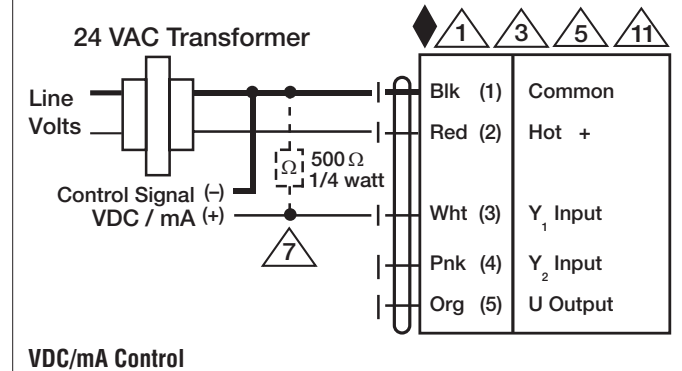 24 VAC Transformer
1 3 5 11
Line
Volts
Blk (1) Common
Red (2) Hot +
Ω 500 Ω
1/4 watt
Control Signal (–)
VDC / mA (+)
Wht (3) Y1 Input
7
Pnk (4) Y2 Input
Org (5) U Output
VDC/mA Control